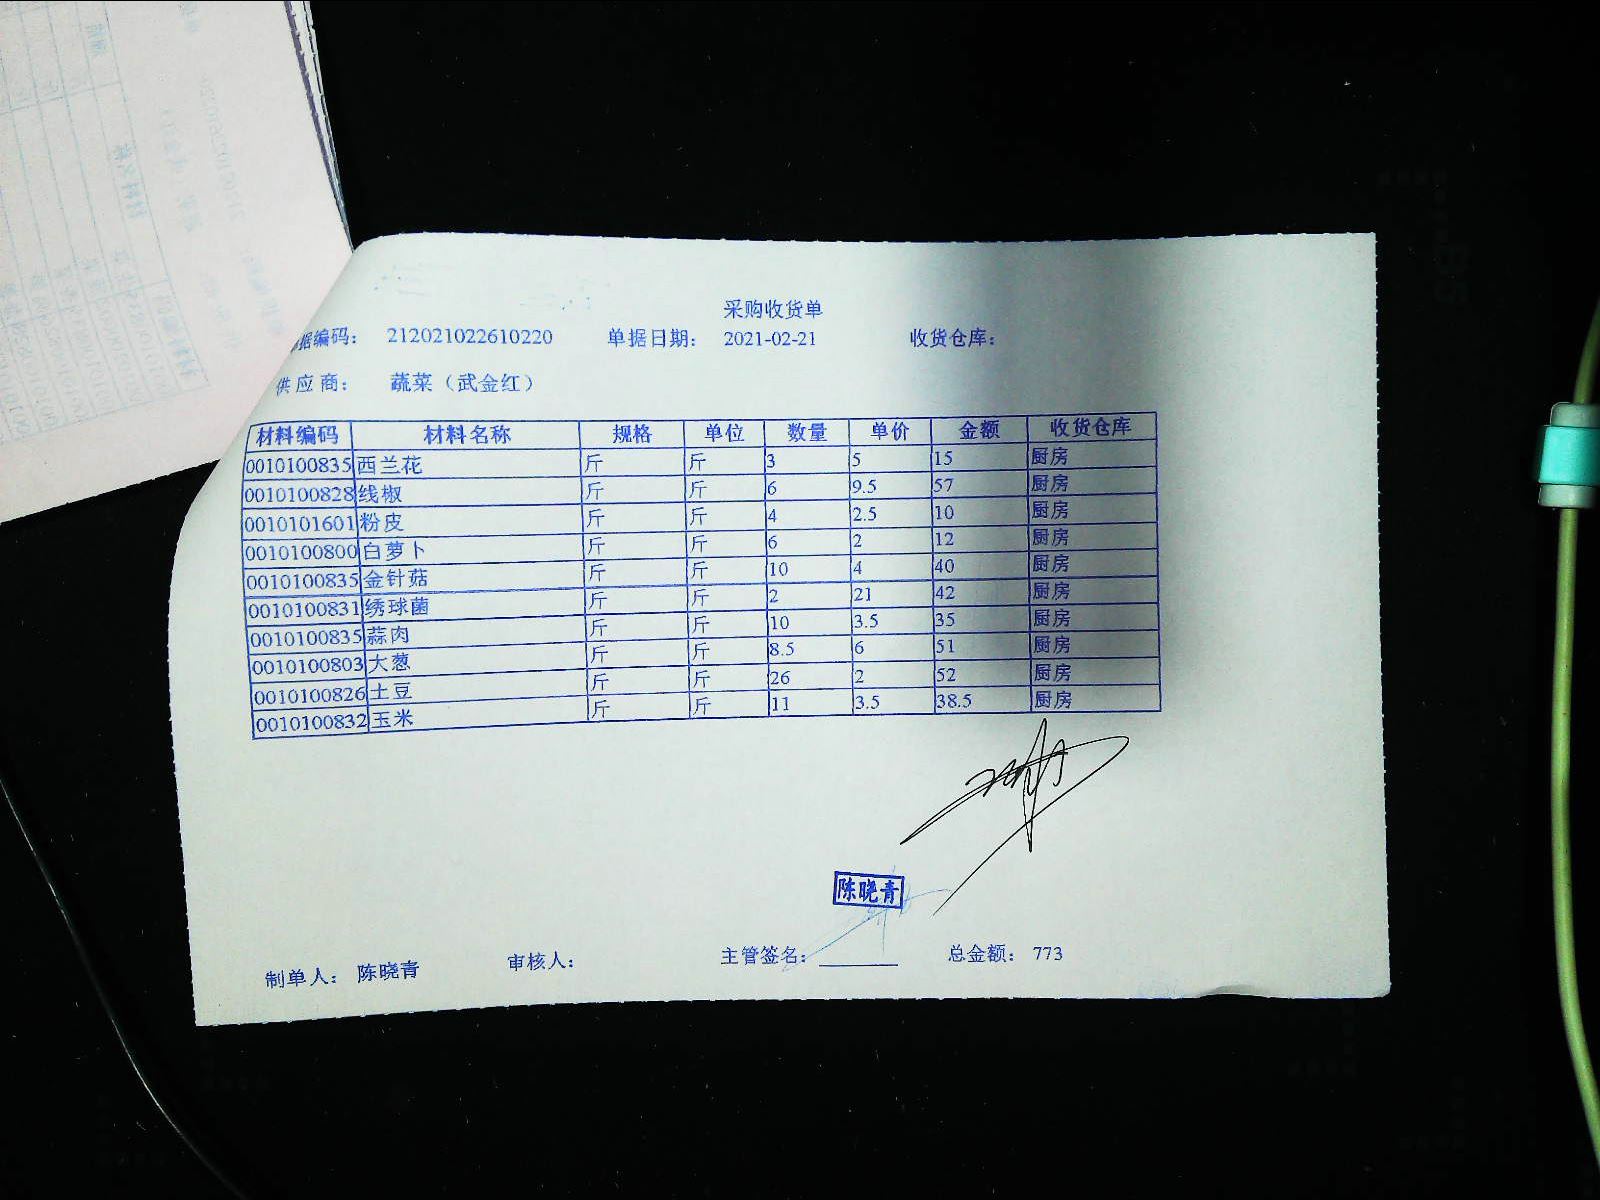 采购收货单
据编码： 212021022610220 单据日期： 2021-02-21 收货仓库：
供应商： 蔬菜（武金红）
材料编码 材料名称 规格 单位 数量 单价 金额 收货仓库
0010100835 西兰花 斤 斤 3 5 15 厨房
0010100828 线椒 斤 斤 6 9.5 57 厨房
0010101601 粉皮 斤 斤 4 2.5 10 厨房
0010100800 白萝卜 斤 斤 6 2 12 厨房
0010100835 金针菇 斤 斤 10 4 40 厨房
0010100831 绣球菌 斤 斤 2 21 42 厨房
0010100835 蒜肉 斤 斤 10 3.5 35 厨房
0010100803 大葱 斤 斤 8.5 6 51 厨房
0010100826 土豆 斤 斤 26 2 52 厨房
0010100832 玉米 斤 斤 11 3.5 38.5 厨房
陈晓青
制单人： 陈晓青 审核人： 主管签名： 总金额： 773